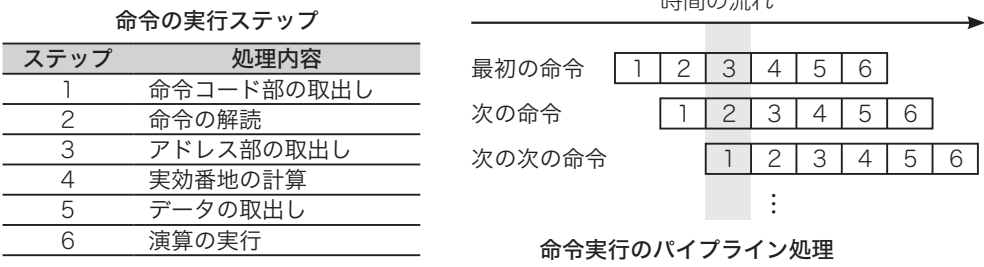 命令の実行ステップ
ステップ 処理内容
1 命令コード部の取出し
2 命令の解読
3 アドレス部の取出し
4 実効番地の計算
5 データの取出し
6 演算の実行
時間の流れ
最初の命令 1 2 3 4 5 6
次の命令 1 2 3 4 5 6
次の次の命令 1 2 3 4 5 6
⋮
命令実行のパイプライン処理